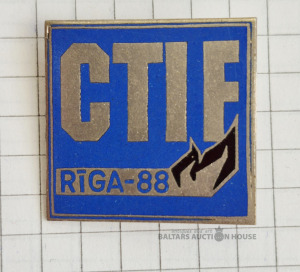 CTIF
RīGA-88
BALTARS AUCTION HOUSE